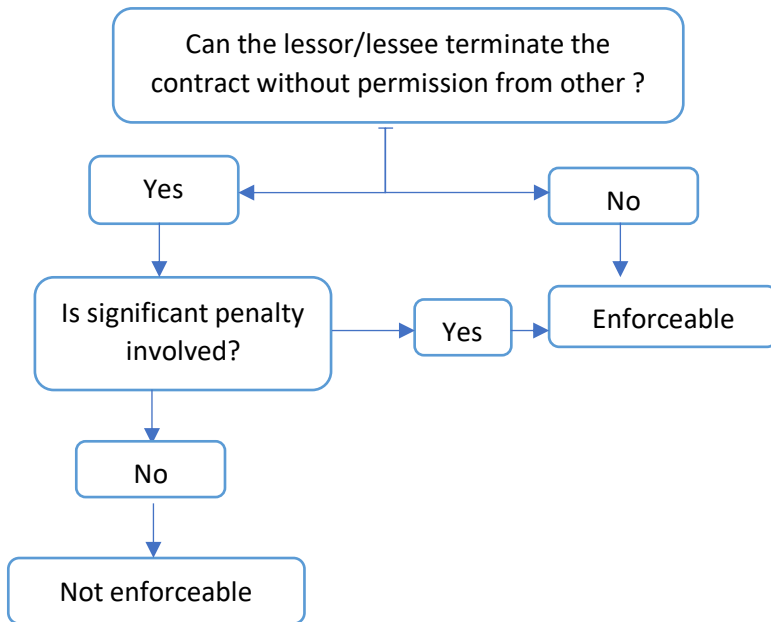 Can the lessor/lessee terminate the
contract without permission from other ?
Yes
No
Is significant penalty
involved?
Yes
Enforceable
No
Not enforceable